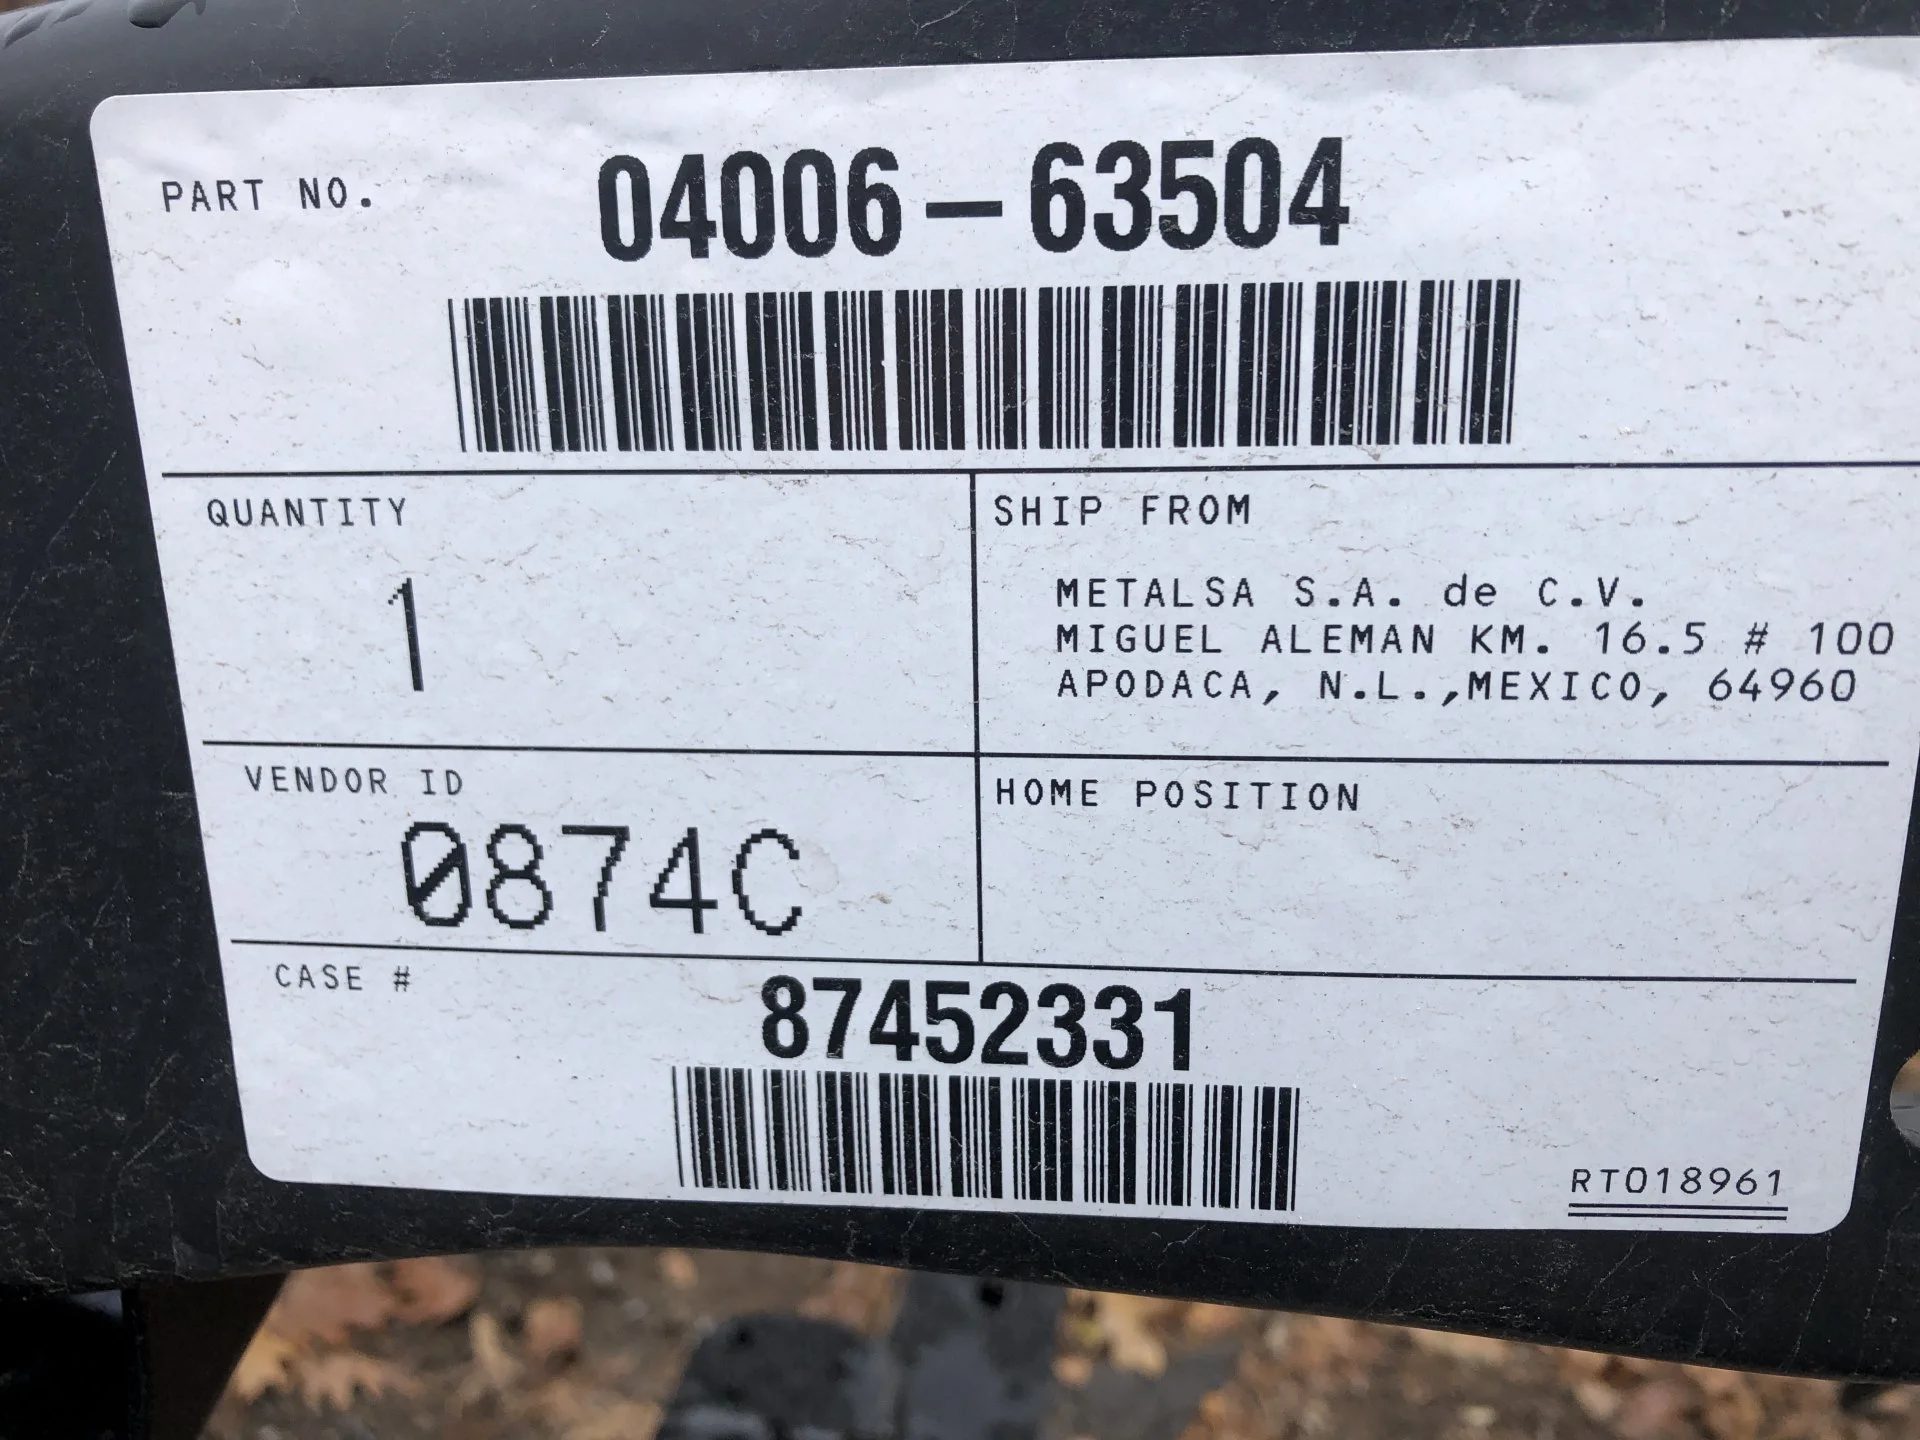 PART NO.
04006-63504
QUANTITY
1
SHIP FROM
METALSA S.A. de C.V.
MIGUEL ALEMAN KM. 16.5 # 100
APODACA, N.L.,MEXICO, 64960
VENDOR ID
0874C
HOME POSITION
CASE #
87452331
RT018961